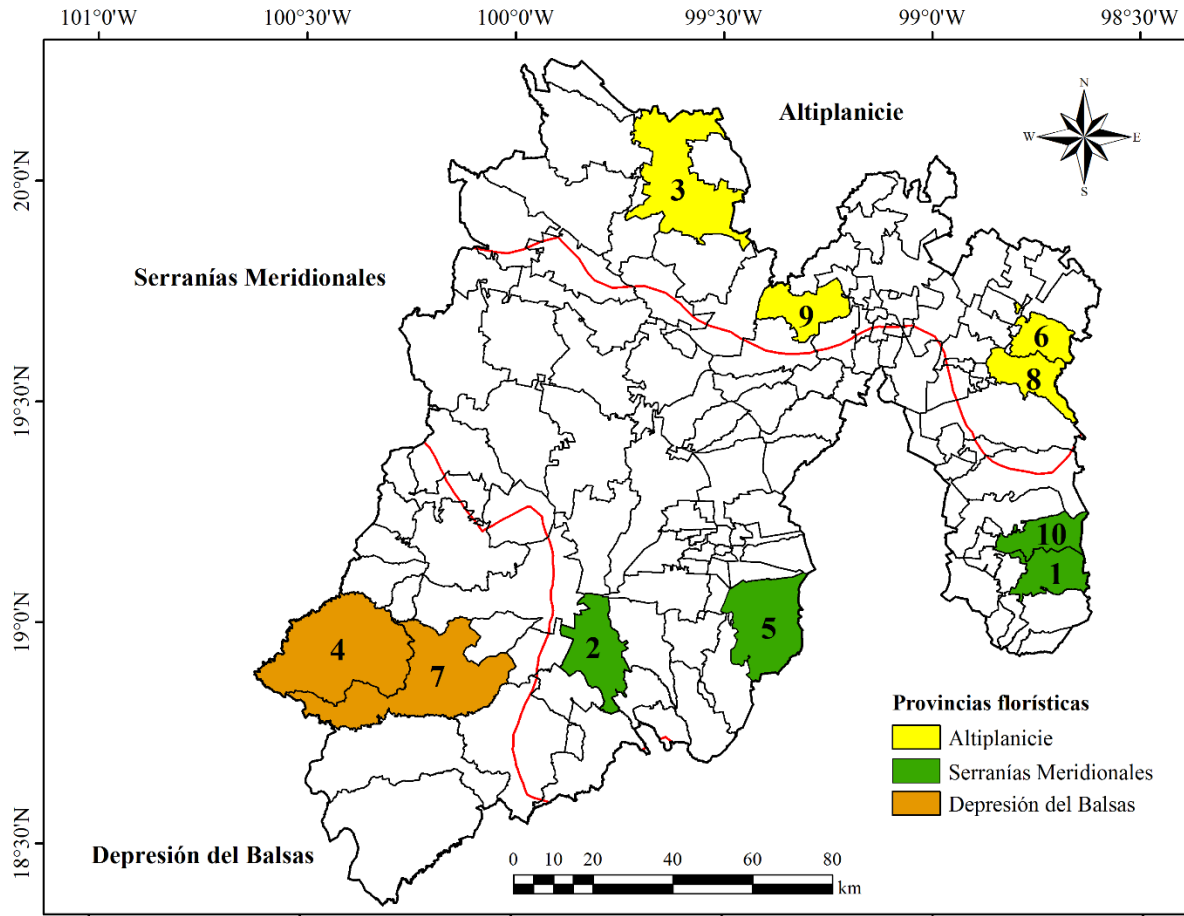 101°0'W 100°30'W 100°0'W 99°30'W 99°0'W 98°30'W
Altiplanicie
N
W E
S
20°0'N
3
Serranías Meridionales
9
6
19°30'N
8
10
1
19°0'N
5
2
4
7
Provincias florísticas
Altiplanicie
Serranías Meridionales
Depresión del Balsas
18°30'N
Depresión del Balsas
0 10 20 40 60 80
km